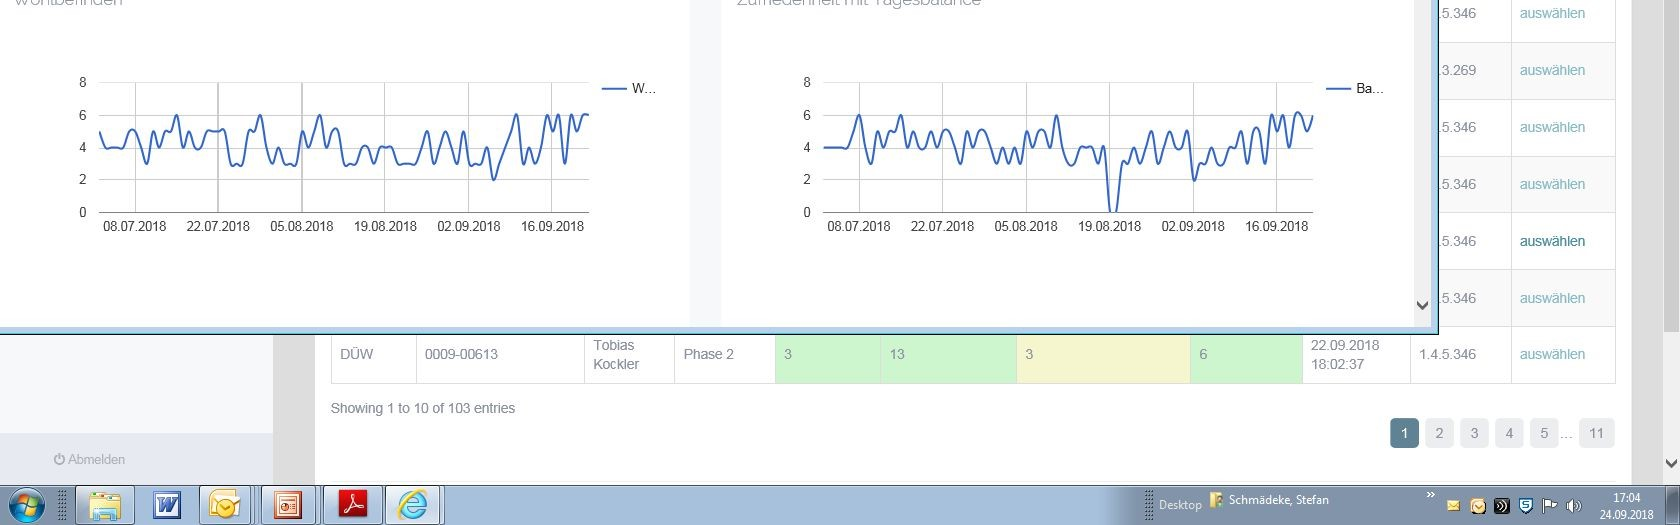 Wohlbefinden
Zufriedenheit mit Tagesbalance
8
6
4
2
0
08.07.2018 22.07.2018 05.08.2018 19.08.2018 02.09.2018 16.09.2018
W...
8
6
4
2
0
08.07.2018 22.07.2018 05.08.2018 19.08.2018 02.09.2018 16.09.2018
Ba...
.5.346 auswählen
.3.269 auswählen
.5.346 auswählen
.5.346 auswählen
.5.346 auswählen
.5.346 auswählen
DÜW 0009-00613 Tobias Kockler Phase 2 3 13 3 6 22.09.2018 18:02:37 1.4.5.346 auswählen
Showing 1 to 10 of 103 entries
1 2 3 4 5 ... 11
Abmelden
Desktop Schmädeke, Stefan » 17:04
24.09.2018